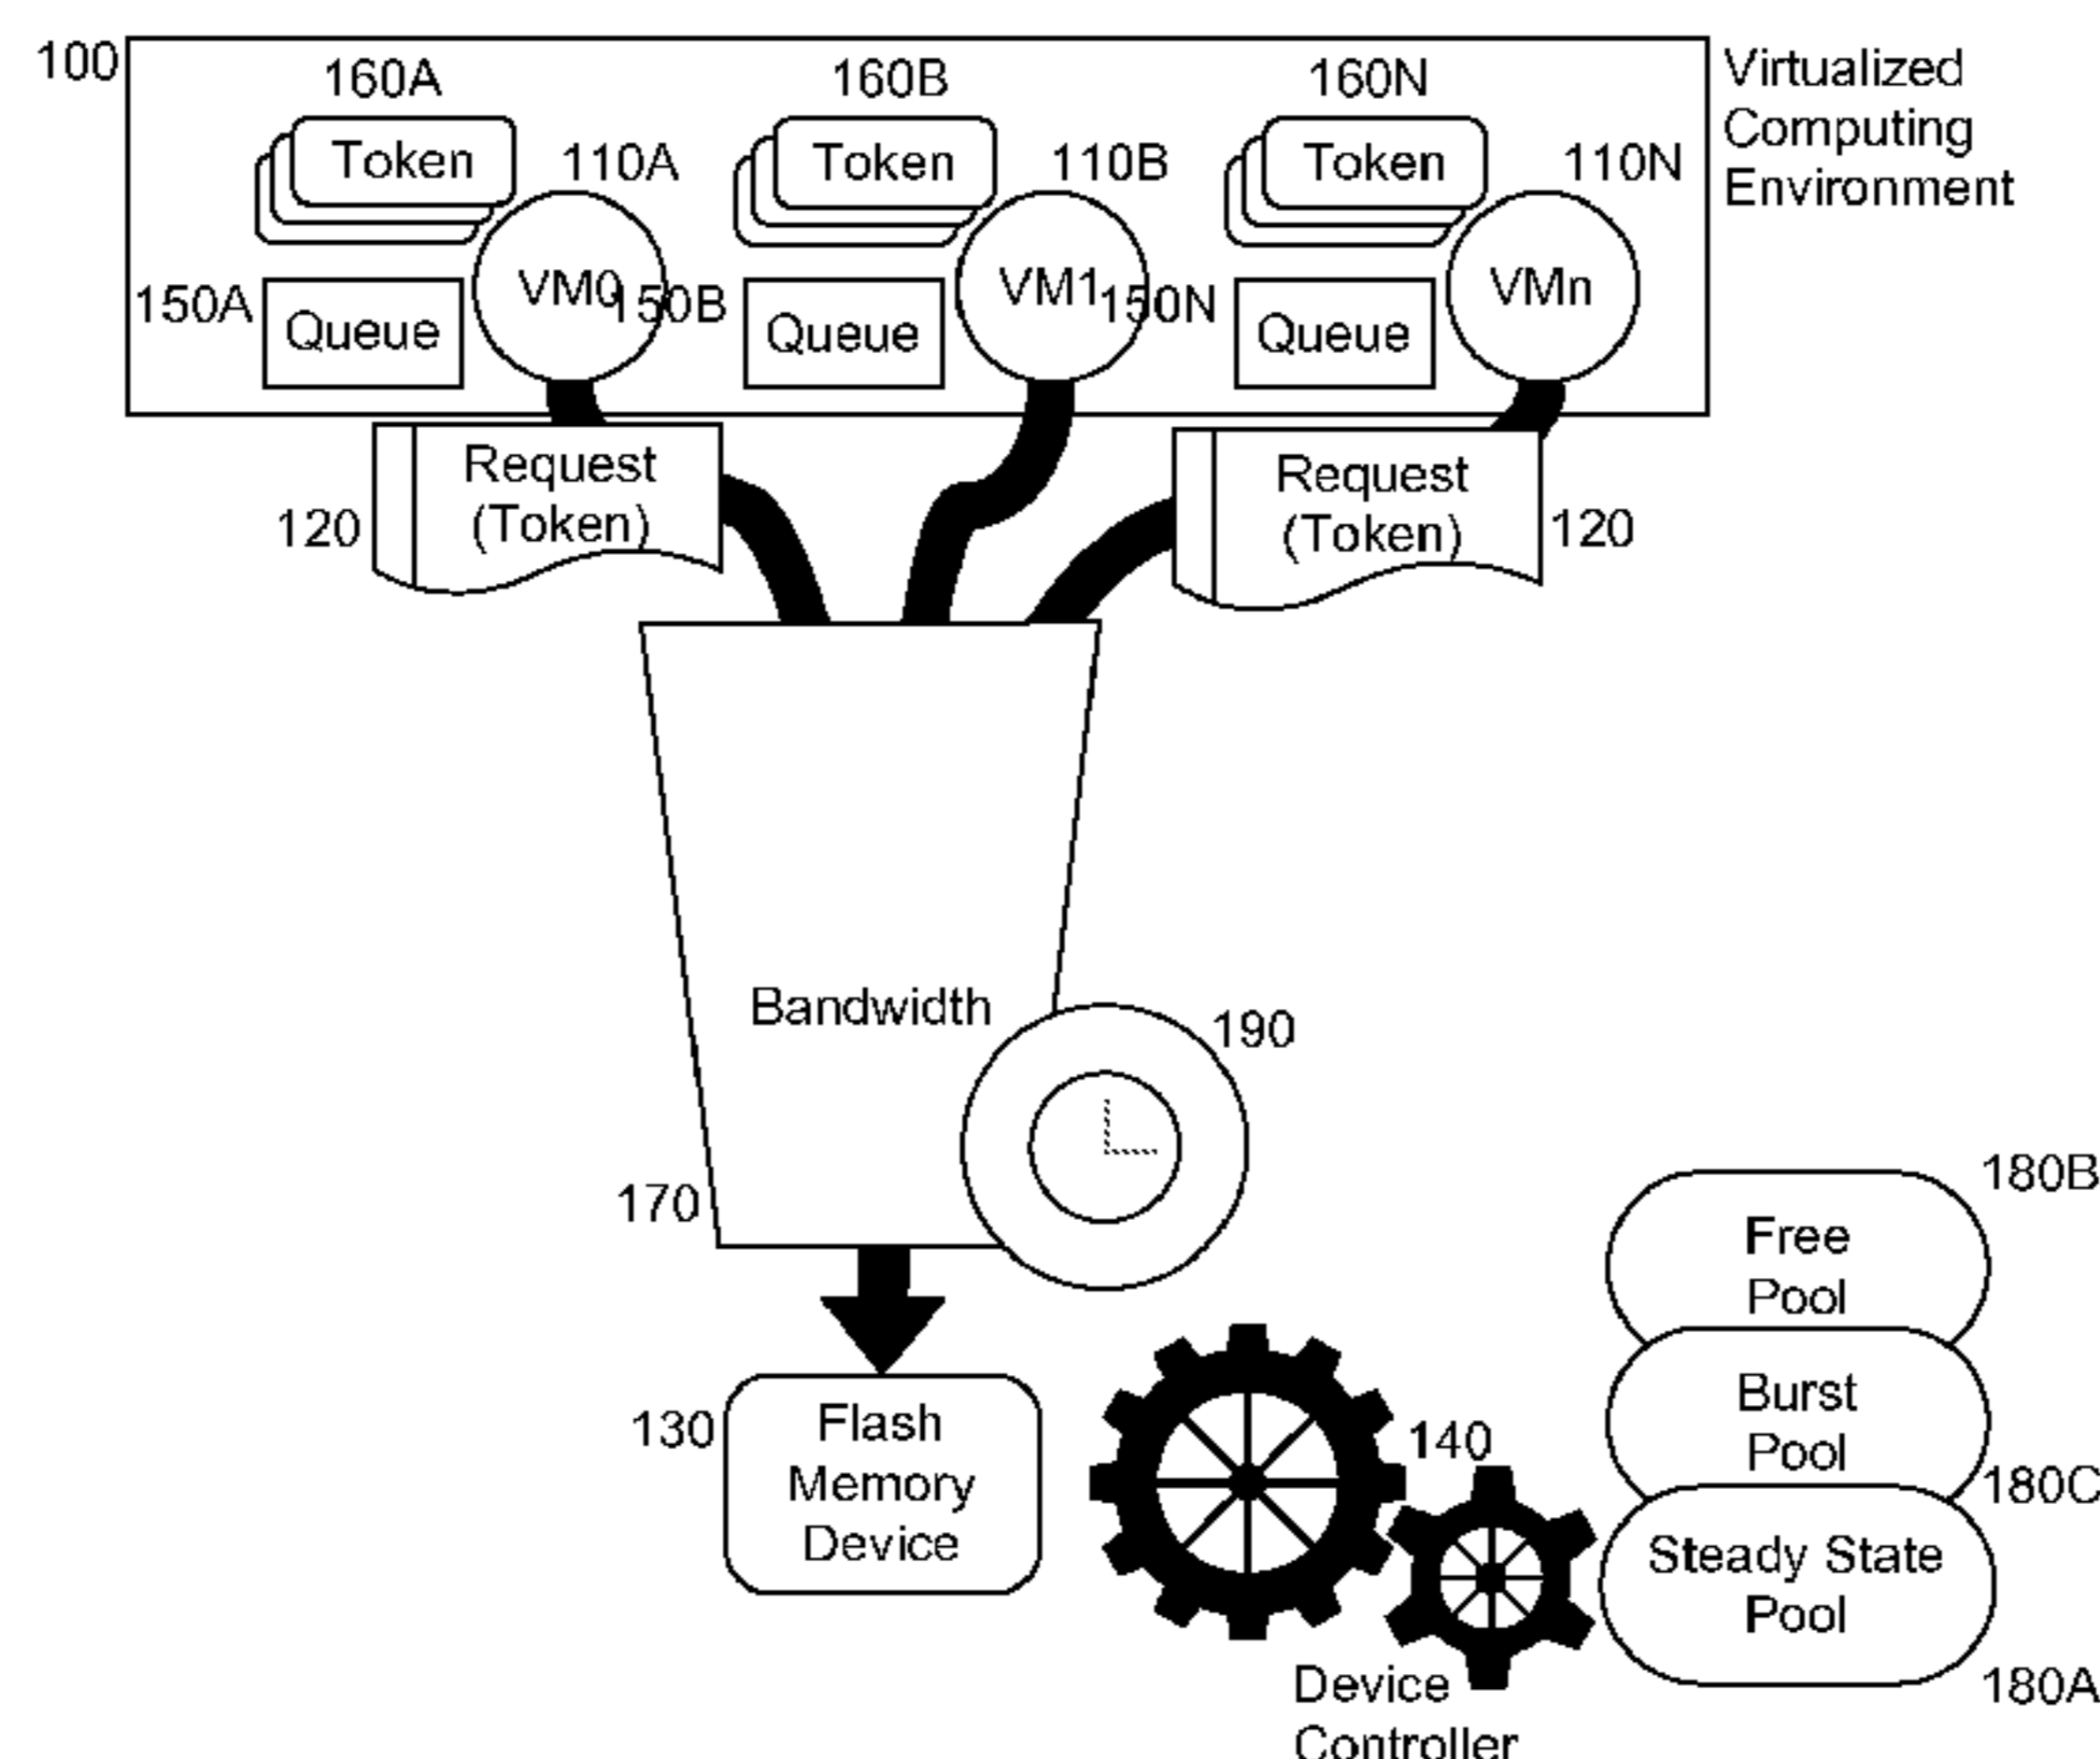 100
160A
160B
160N
Virtualized
Computing
Environment
Token
110A
Token
110B
Token
110N
150A
Queue
VM0
150B
Queue
VM1
150N
Queue
VMn
120
Request
(Token)
Request
(Token)
120
Bandwidth
190
170
130
Flash
Memory
Device
140
Device
Controller
180B
Free
Pool
Burst
Pool
180C
Steady State
Pool
180A